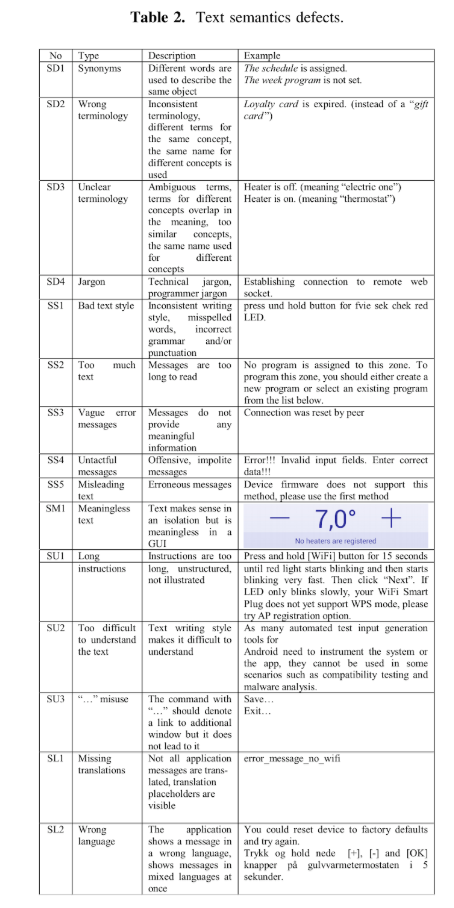 Table 2. Text semantics defects.
No Type Description Example
SD1 Synonyms Different words are The schedule is assigned.
used to describe the The week program is not set.
same object
SD2 Wrong Inconsistent Loyalty card is expired. (instead of a "gift
terminology terminology, card")
different terms for
the same concept,
the same name for
different concepts is
used
SD3 Unclear Ambiguous terms, Heater is off. (meaning "electric one")
terminology terms for different Heater is on. (meaning "thermostat")
concepts overlap in
the meaning, too
similar concepts,
the same name used
for different
concepts
SD4 Jargon Technical jargon, Establishing connection to remote web
programmer jargon socket.
SS1 Bad text style Inconsistent writing press und hold button for fvie sek chek red
style, misspelled LED.
words, incorrect
grammar and/or
punctuation
SS2 Too much Messages are too No program is assigned to this zone. To
text long to read program this zone, you should either create a
new program or select an existing program
from the list below.
SS3 Vague error Messages do not Connection was reset by peer
messages provide any
meaningful
information
SS4 Untactful Offensive, impolite Error!!! Invalid input fields. Enter correct
messages messages data!!!
SS5 Misleading Erroneous messages Device firmware does not support this
text method, please use the first method
SM1 Meaningless Text makes sense in
text an isolation but is — 7,0° +
meaningless in a
GUI No heaters are registered
SU1 Long Instructions are too Press and hold [WiFi] button for 15 seconds
instructions long, unstructured, until red light starts blinking and then starts
not illustrated blinking very fast. Then click "Next". If
LED only blinks slowly, your WiFi Smart
Plug does not yet support WPS mode, please
try AP registration option.
SU2 Too difficult Text writing style As many automated test input generation
to understand makes it difficult to tools for
the text understand Android need to instrument the system or
the app, they cannot be used in some
scenarios such as compatibility testing and
malware analysis.
SU3 "…" misuse The command with Save…
"…" should denote Exit…
a link to additional
window but it does
not lead to it
SL1 Missing Not all application error_message_no_wifi
translations messages are trans-
lated, translation
placeholders are
visible
SL2 Wrong The application You could reset device to factory defaults
language shows a message in and try again.
a wrong language, Trykk og hold nede [+], [-] and [OK]
shows messages in knapper på gulvvarmetermostaten i 5
mixed languages at sekunder.
once